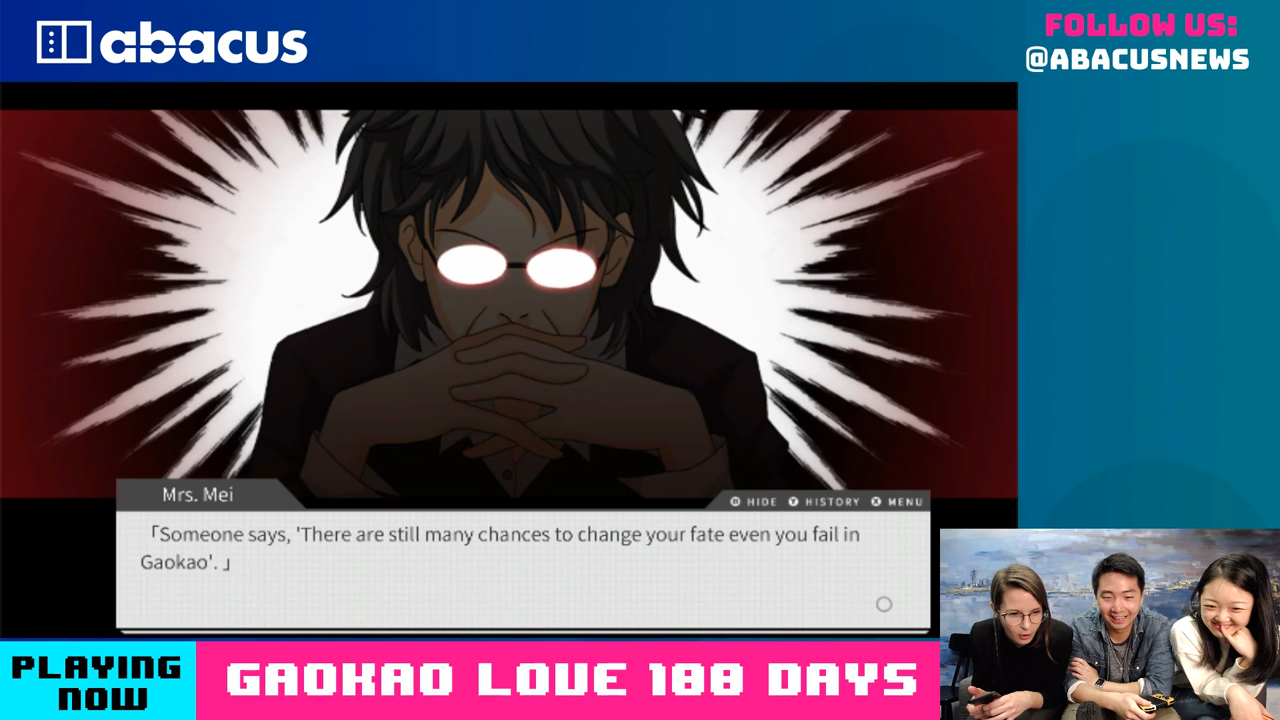 abacus
FOLLOW US:
@ABACUSNEWS
Mrs. Mei
HIDE HISTORY MENU
「Someone says, 'There are still many chances to change your fate even you fail in
Gaokao'. 」
PLAYING
NOW
GAOKAO LOVE 100 DAYS